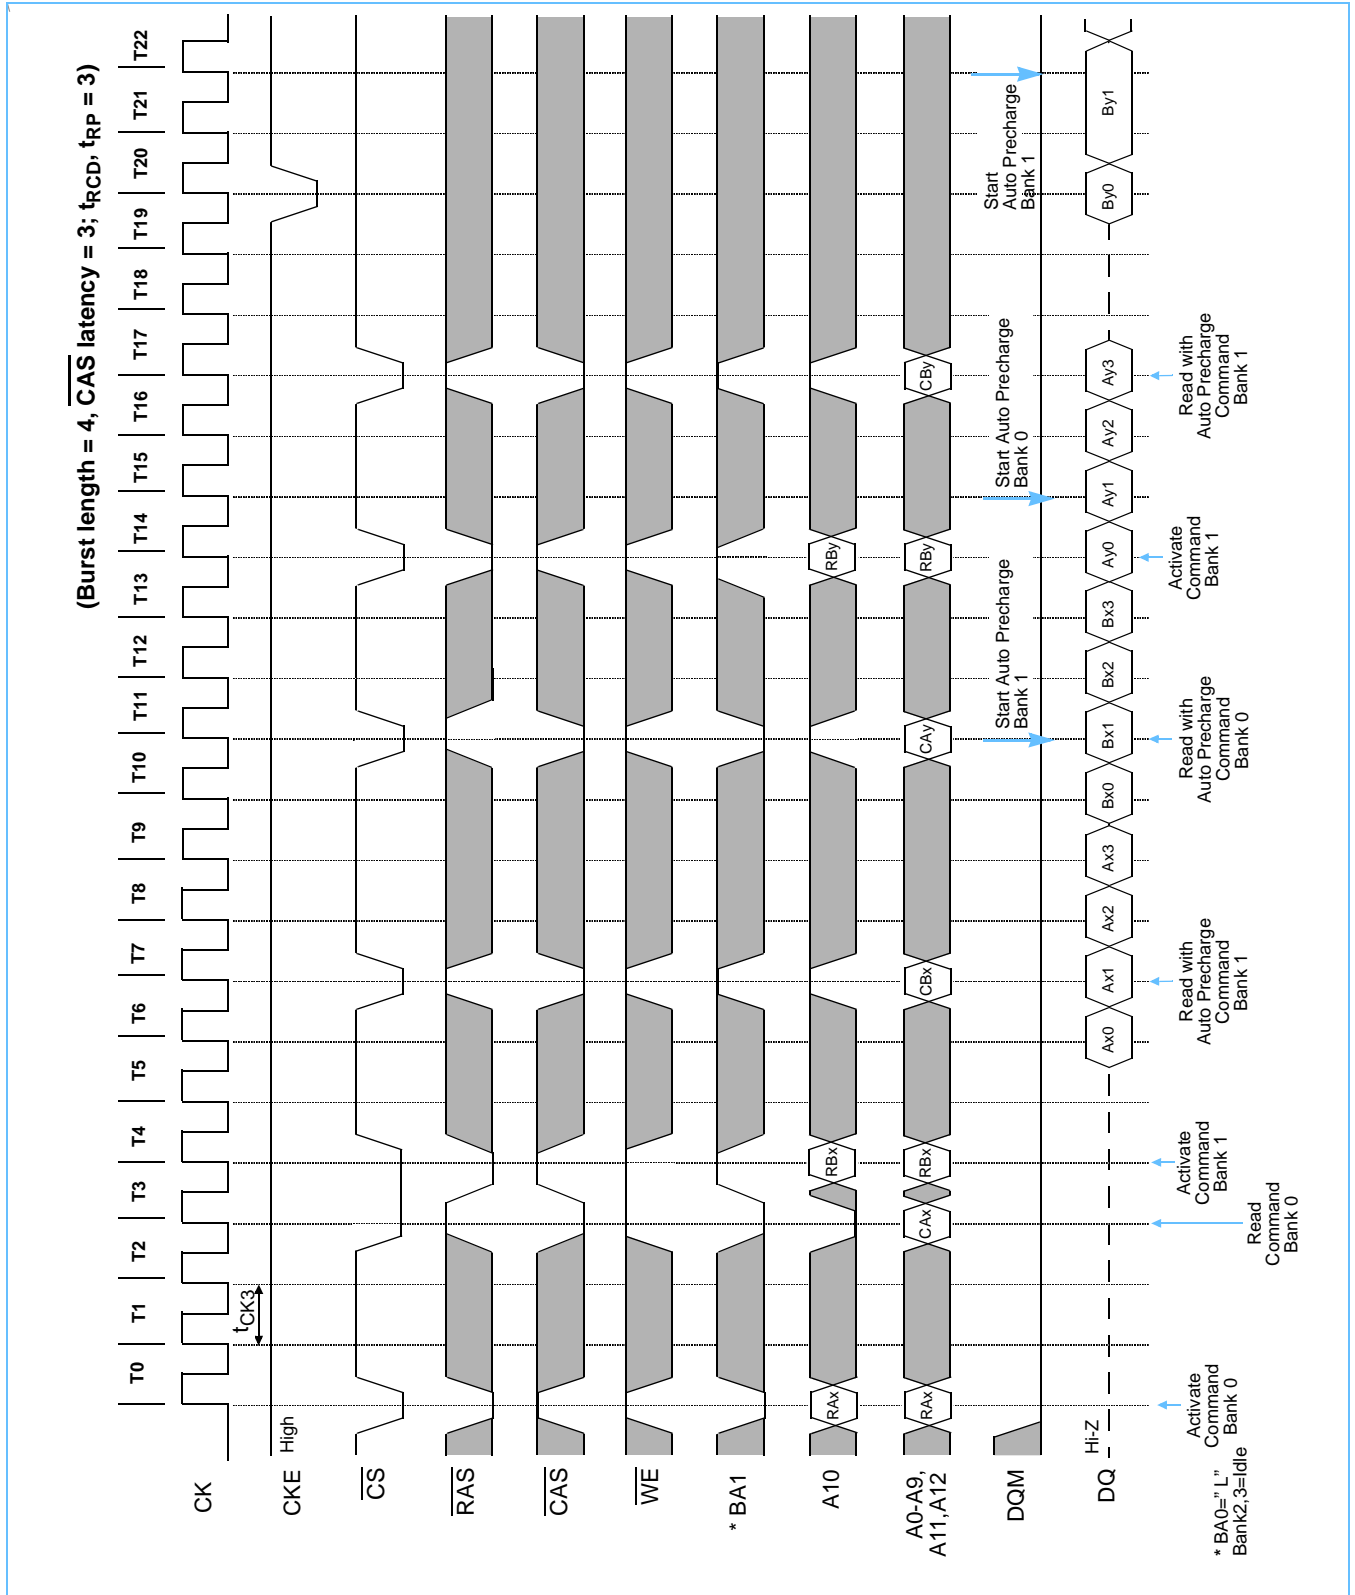 (Burst length = 4, CAS latency = 3; tRCD, tRP = 3)
T0 T1 T2 T3 T4 T5 T6 T7 T8 T9 T10 T11 T12 T13 T14 T15 T16 T17 T18 T19 T20 T21 T22
CK
tCK3
CKE
High
CS
RAS
CAS
WE
* BA1
A10
RAx RBx RBy
A0-A9,
A11,A12
RAx CAx RBx CBx CAy RBy CBy
DQM
Start Auto Precharge
Bank 1
Start Auto Precharge
Bank 0
Start
Auto Precharge
Bank 1
DQ
Hi-Z
Ax0 Ax1 Ax2 Ax3 Bx0 Bx1 Bx2 Bx3 Ay0 Ay1 Ay2 Ay3 By0 By1
Activate
Command
Bank 0
Read
Command
Bank 0
Activate
Command
Bank 1
Read with
Auto Precharge
Command
Bank 1
Read with
Auto Precharge
Command
Bank 0
Activate
Command
Bank 1
Read with
Auto Precharge
Command
Bank 1
* BA0=” L”
Bank2,3=Idle